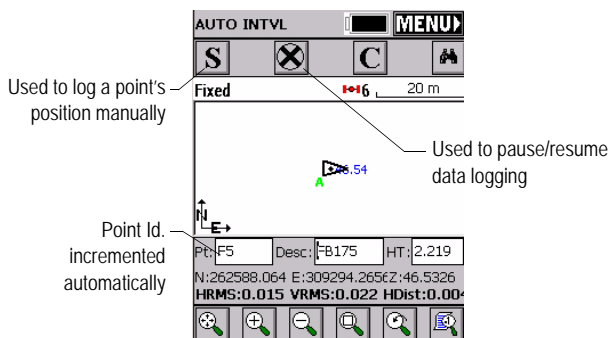 AUTO INTVL MENU
S C
Used to log a point's
position manually
Fixed 6 20 m
46.54
A
Used to pause/resume
data logging
N
E
Point Id.
incremented
automatically
Pt: F5 Desc: FB175 HT: 2.219
N:262588.064 E:309294.2656 Z:46.5326
HRMS:0.015 VRMS:0.022 HDist:0.004